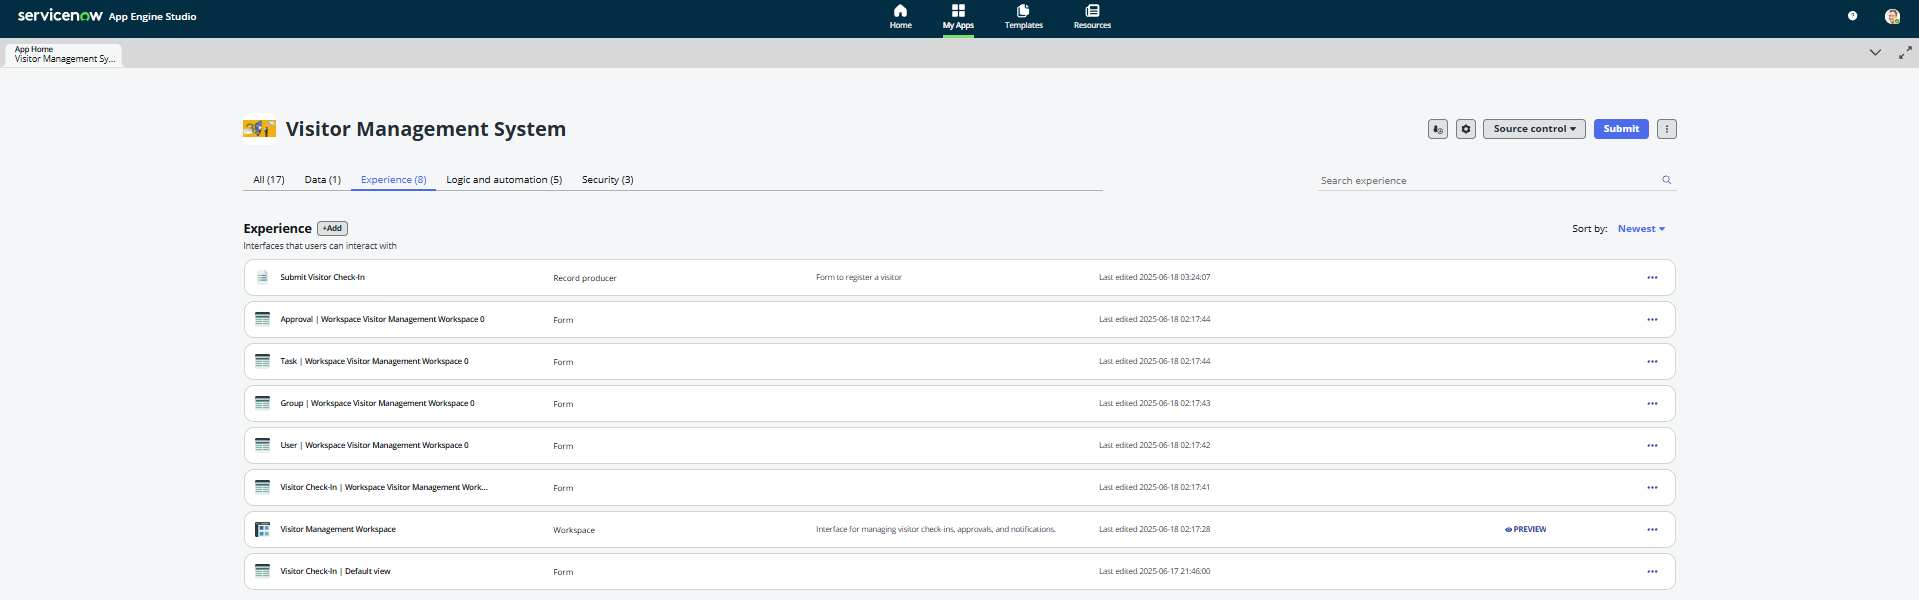 servicenow App Engine Studio
Home
My Apps
Templates
Resources
App Home
Visitor Management Sy...
Visitor Management System
Source control
Submit
All (17)
Data (1)
Experience (8)
Logic and automation (5)
Security (3)
Search experience
Experience
+Add
Sort by: Newest
Interfaces that users can interact with
Submit Visitor Check-In Record producer Form to register a visitor Last edited 2025-06-18 03:24:07
Approval | Workspace Visitor Management Workspace 0 Form Last edited 2025-06-18 02:17:44
Task | Workspace Visitor Management Workspace 0 Form Last edited 2025-06-18 02:17:44
Group | Workspace Visitor Management Workspace 0 Form Last edited 2025-06-18 02:17:43
User | Workspace Visitor Management Workspace 0 Form Last edited 2025-06-18 02:17:42
Visitor Check-In | Workspace Visitor Management Work... Form Last edited 2025-06-18 02:17:41
Visitor Management Workspace Workspace Interface for managing visitor check-ins, approvals, and notifications. Last edited 2025-06-18 02:17:28 PREVIEW
Visitor Check-In | Default view Form Last edited 2025-06-17 21:46:00